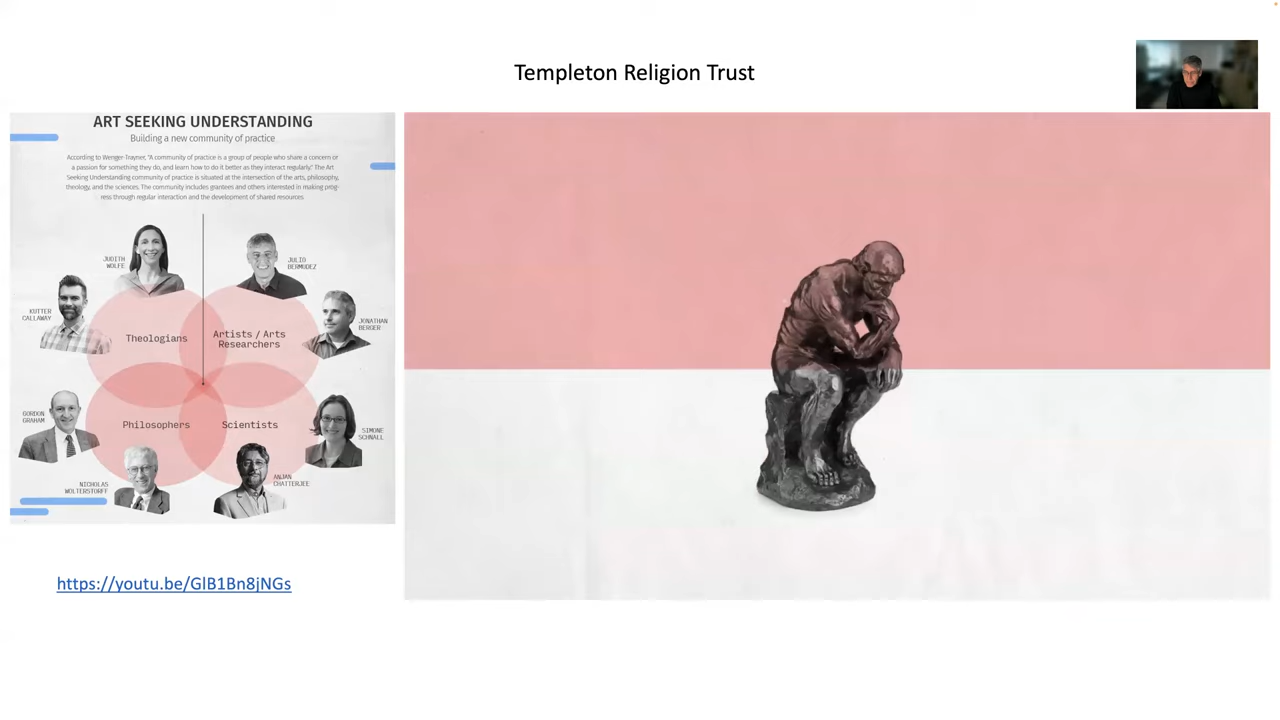 Templeton Religion Trust
ART SEEKING UNDERSTANDING
Building a new community of practice
According to Wenger-Trayner, "A community of practice is a group of people who share a concern or
a passion for something they do, and learn how to do it better as they interact regularly." The Art
Seeking Understanding community of practice is situated at the intersection of the arts, philosophy,
theology, and the sciences. The community includes grantees and others interested in making prog-
ress through regular interaction and the development of shared resources
JUDITH
WOLFE
JULIO
BERMUDEZ
KUTTER
CALLAWAY
JONATHAN
BERGER
Theologians
Artists / Arts
Researchers
GORDON
GRAHAM
Philosophers
Scientists
SIMONE
SCHNALL
NICHOLAS
WOLTERSTORFF
ANJAN
CHATTERJEE
https://youtu.be/GlB1Bn8jNGs